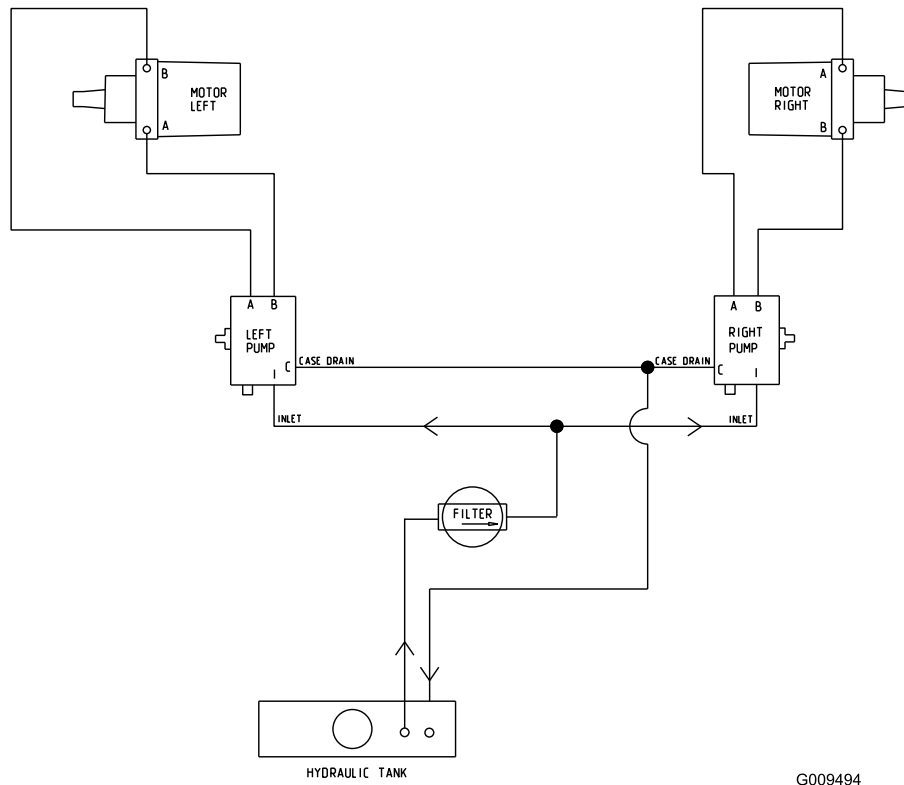 B
MOTOR
LEFT
A
A
MOTOR
RIGHT
B
A B
LEFT
PUMP
C
I
CASE DRAIN
INLET
A B
RIGHT
PUMP
C
I
CASE DRAIN
INLET
FILTER
HYDRAULIC TANK
G009494